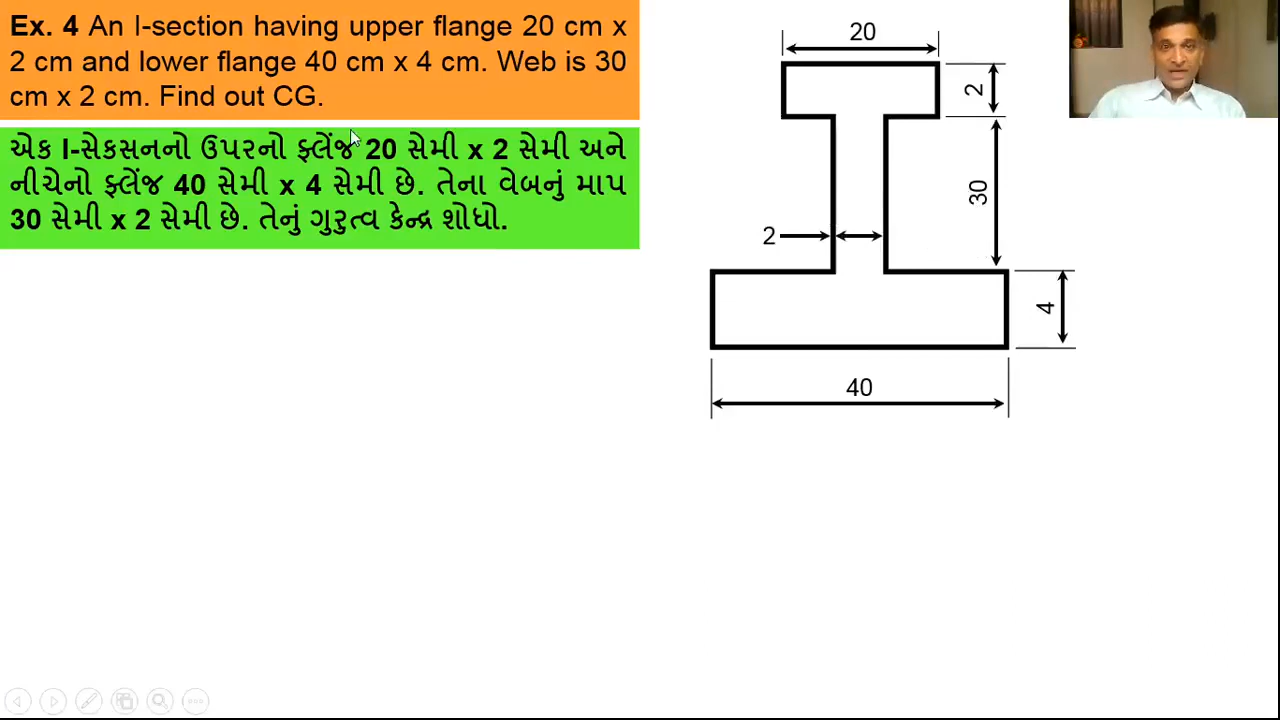 Ex. 4 An I-section having upper flange 20 cm x
2 cm and lower flange 40 cm x 4 cm. Web is 30
cm x 2 cm. Find out CG.
એક I-સેકસનનો ઉપરનો ફ્લેંજ 20 સેમી x 2 સેમી અને
નીચેનો ફ્લેંજ 40 સેમી x 4 સેમી છે. તેના વેબનું માપ
30 સેમી x 2 સેમી છે. તેનું ગુરુત્વ કેન્દ્ર શોધો.
20
2
30
2
4
40